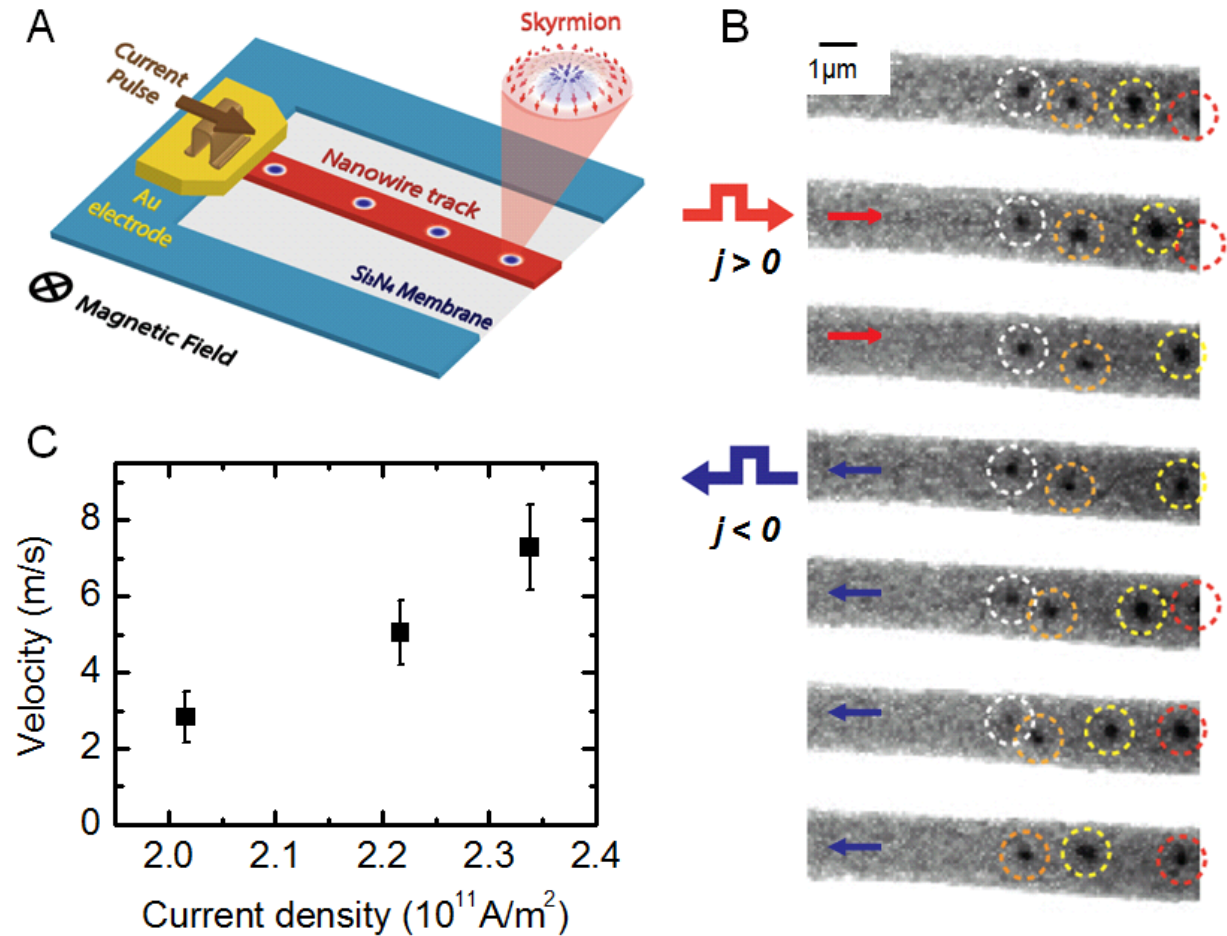 A
Skyrmion
Current
Pulse
Nanowire track
Au
electrode
Si₃N₄ Membrane
Magnetic Field
B
1μm
j > 0
j < 0
C
Velocity (m/s)
8
6
4
2
0
2.0 2.1 2.2 2.3 2.4
Current density (10¹¹A/m²)